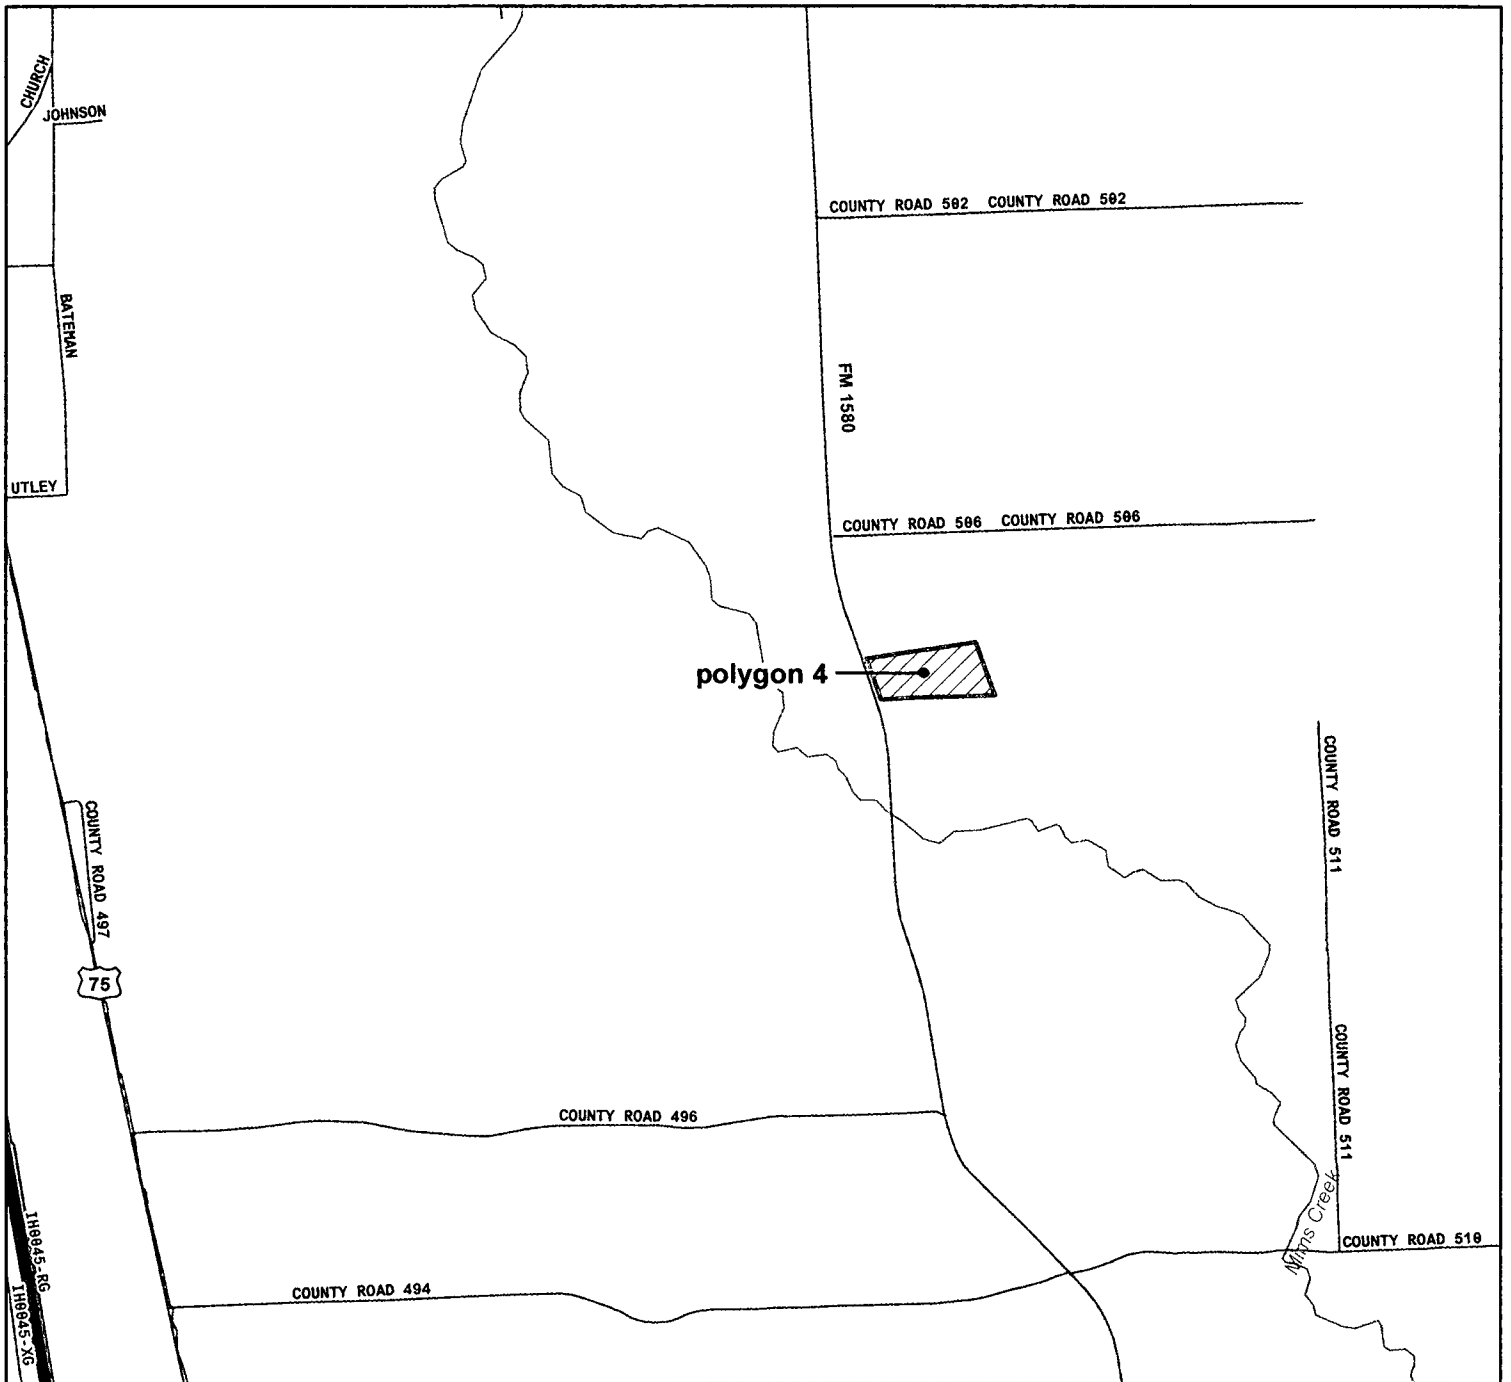 CHURCH
JOHNSON
COUNTY ROAD 502 COUNTY ROAD 502
BATEMAN
FM 1580
UTLEY
COUNTY ROAD 506 COUNTY ROAD 506
polygon 4
COUNTY ROAD 511
COUNTY ROAD 497
75
COUNTY ROAD 511
COUNTY ROAD 496
Mims Creek
COUNTY ROAD 510
IH0045-RG
COUNTY ROAD 494
IH0045-XG